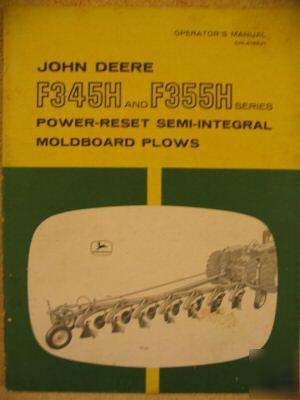 OPERATOR'S MANUAL
JOHN DEERE
F345H AND F355H SERIES
POWER-RESET SEMI-INTEGRAL
MOLDBOARD PLOWS